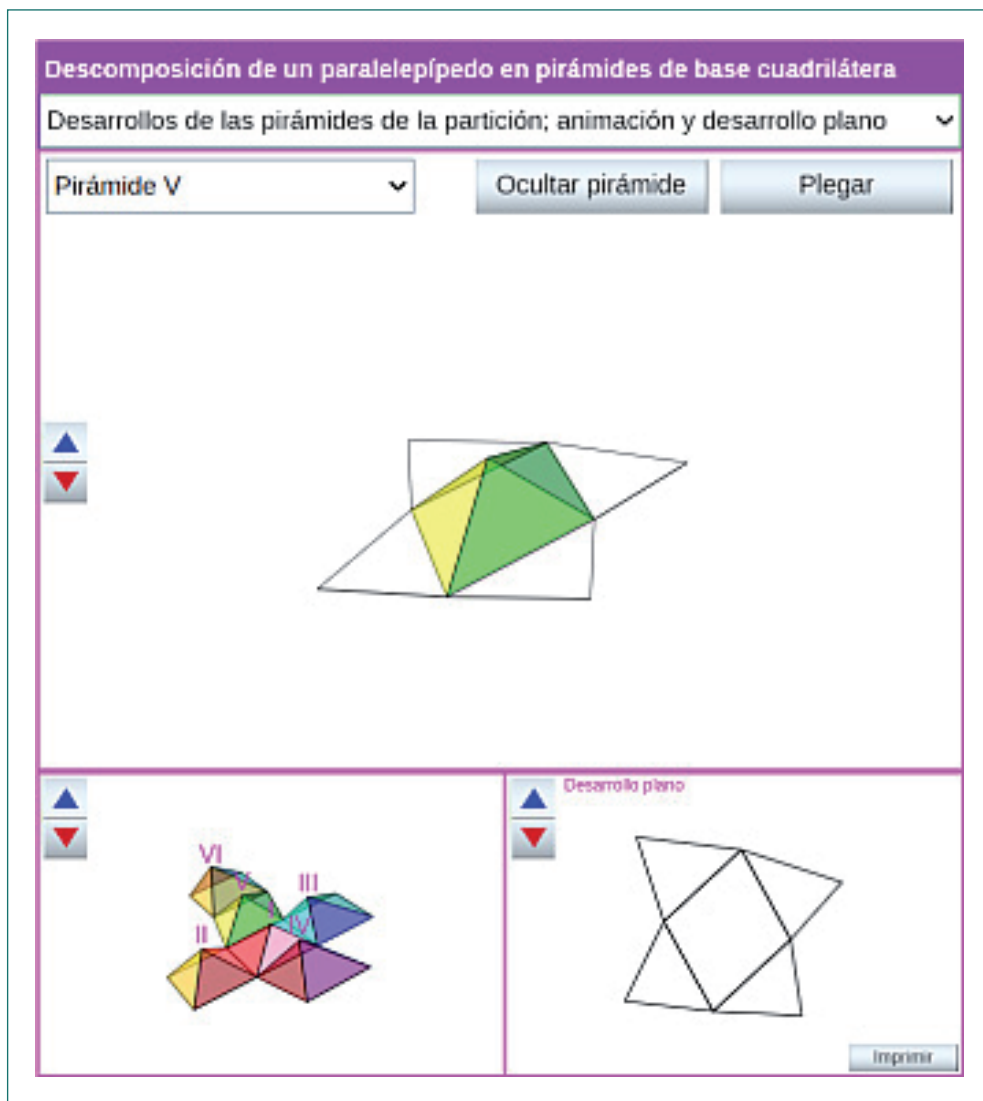 Descomposición de un paralelepípedo en pirámides de base cuadrilátera
Desarrollos de las pirámides de la partición; animación y desarrollo plano
Pirámide V
Ocultar pirámide
Plegar
Desarrollo plano
VI
V
III
I
IV
II
Imprimir